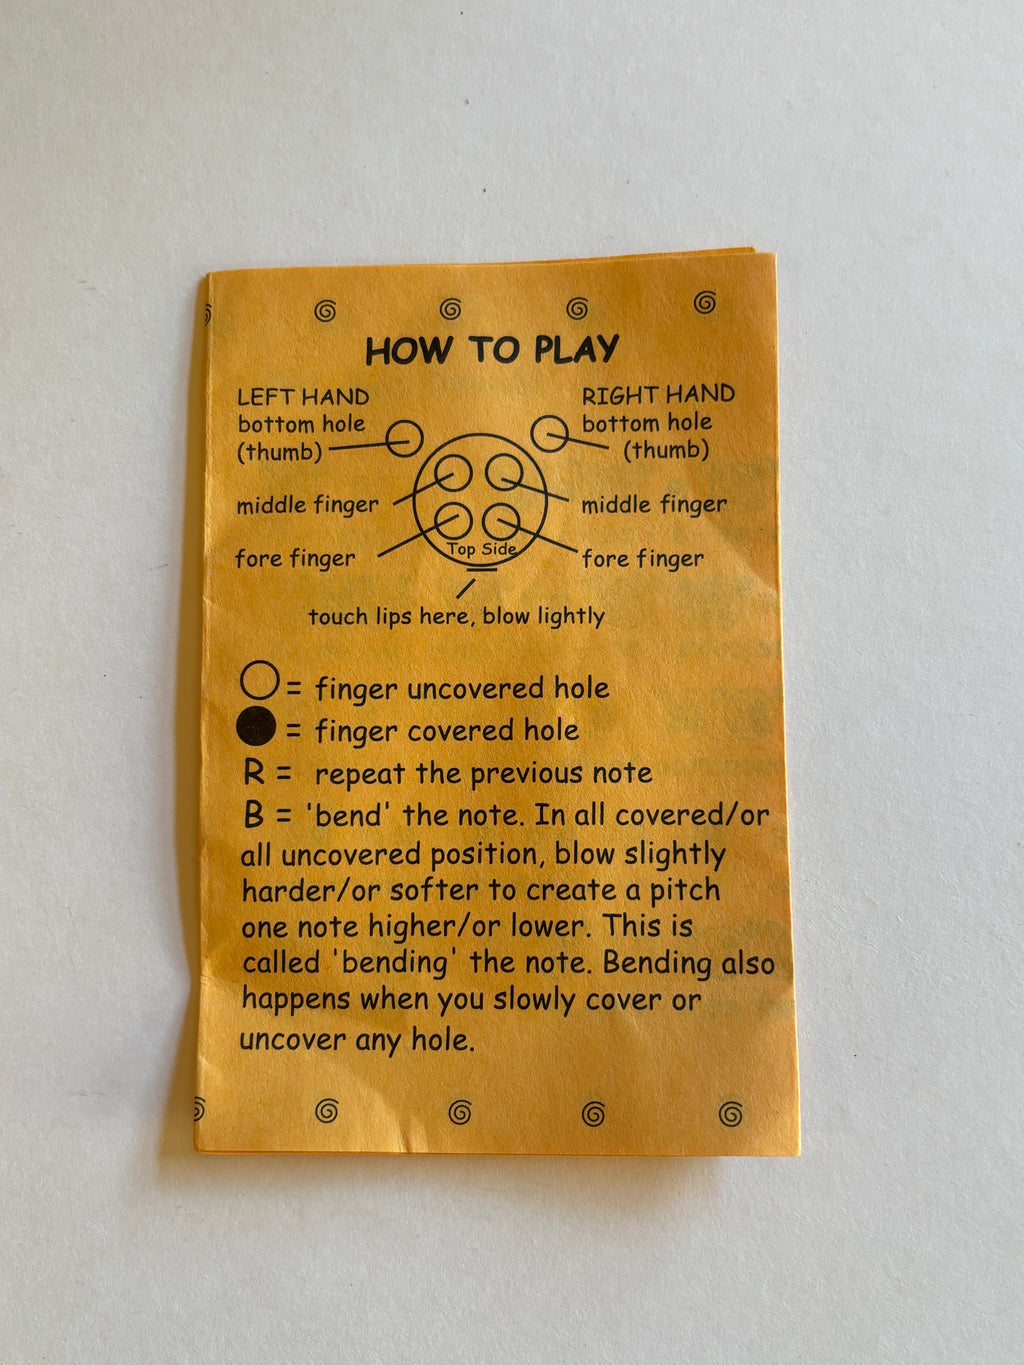 HOW TO PLAY
LEFT HAND
bottom hole
(thumb)
middle finger
fore finger
RIGHT HAND
bottom hole
(thumb)
middle finger
fore finger
Top Side
touch lips here, blow lightly
= finger uncovered hole
= finger covered hole
R = repeat the previous note
B = 'bend' the note. In all covered/or
all uncovered position, blow slightly
harder/or softer to create a pitch
one note higher/or lower. This is
called 'bending' the note. Bending also
happens when you slowly cover or
uncover any hole.